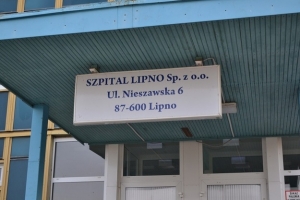 SZPITAL LIPNO Sp. z o.o.
Ul. Nieszawska 6
87-600 Lipno